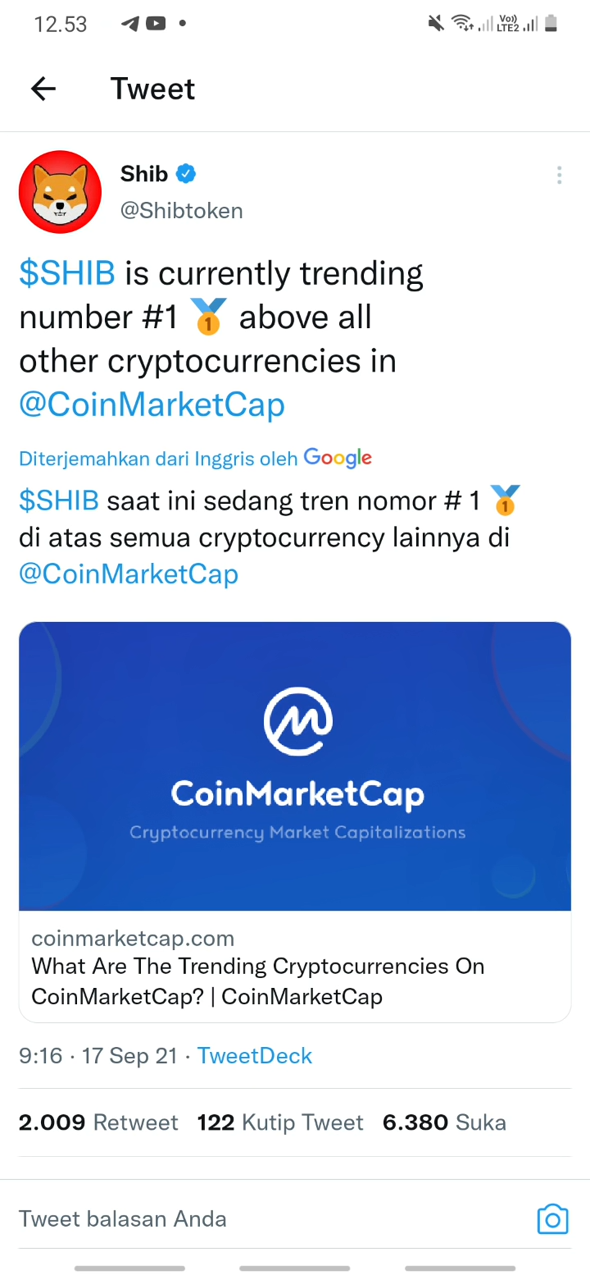 12.53
Vo))
LTE2
Tweet
Shib
@Shibtoken
$SHIB is currently trending
number #1 🥇 above all
other cryptocurrencies in
@CoinMarketCap
Diterjemahkan dari Inggris oleh Google
$SHIB saat ini sedang tren nomor # 1 🥇
di atas semua cryptocurrency lainnya di
@CoinMarketCap
CoinMarketCap
Cryptocurrency Market Capitalizations
coinmarketcap.com
What Are The Trending Cryptocurrencies On
CoinMarketCap? | CoinMarketCap
9:16 · 17 Sep 21 · TweetDeck
2.009 Retweet 122 Kutip Tweet 6.380 Suka
Tweet balasan Anda